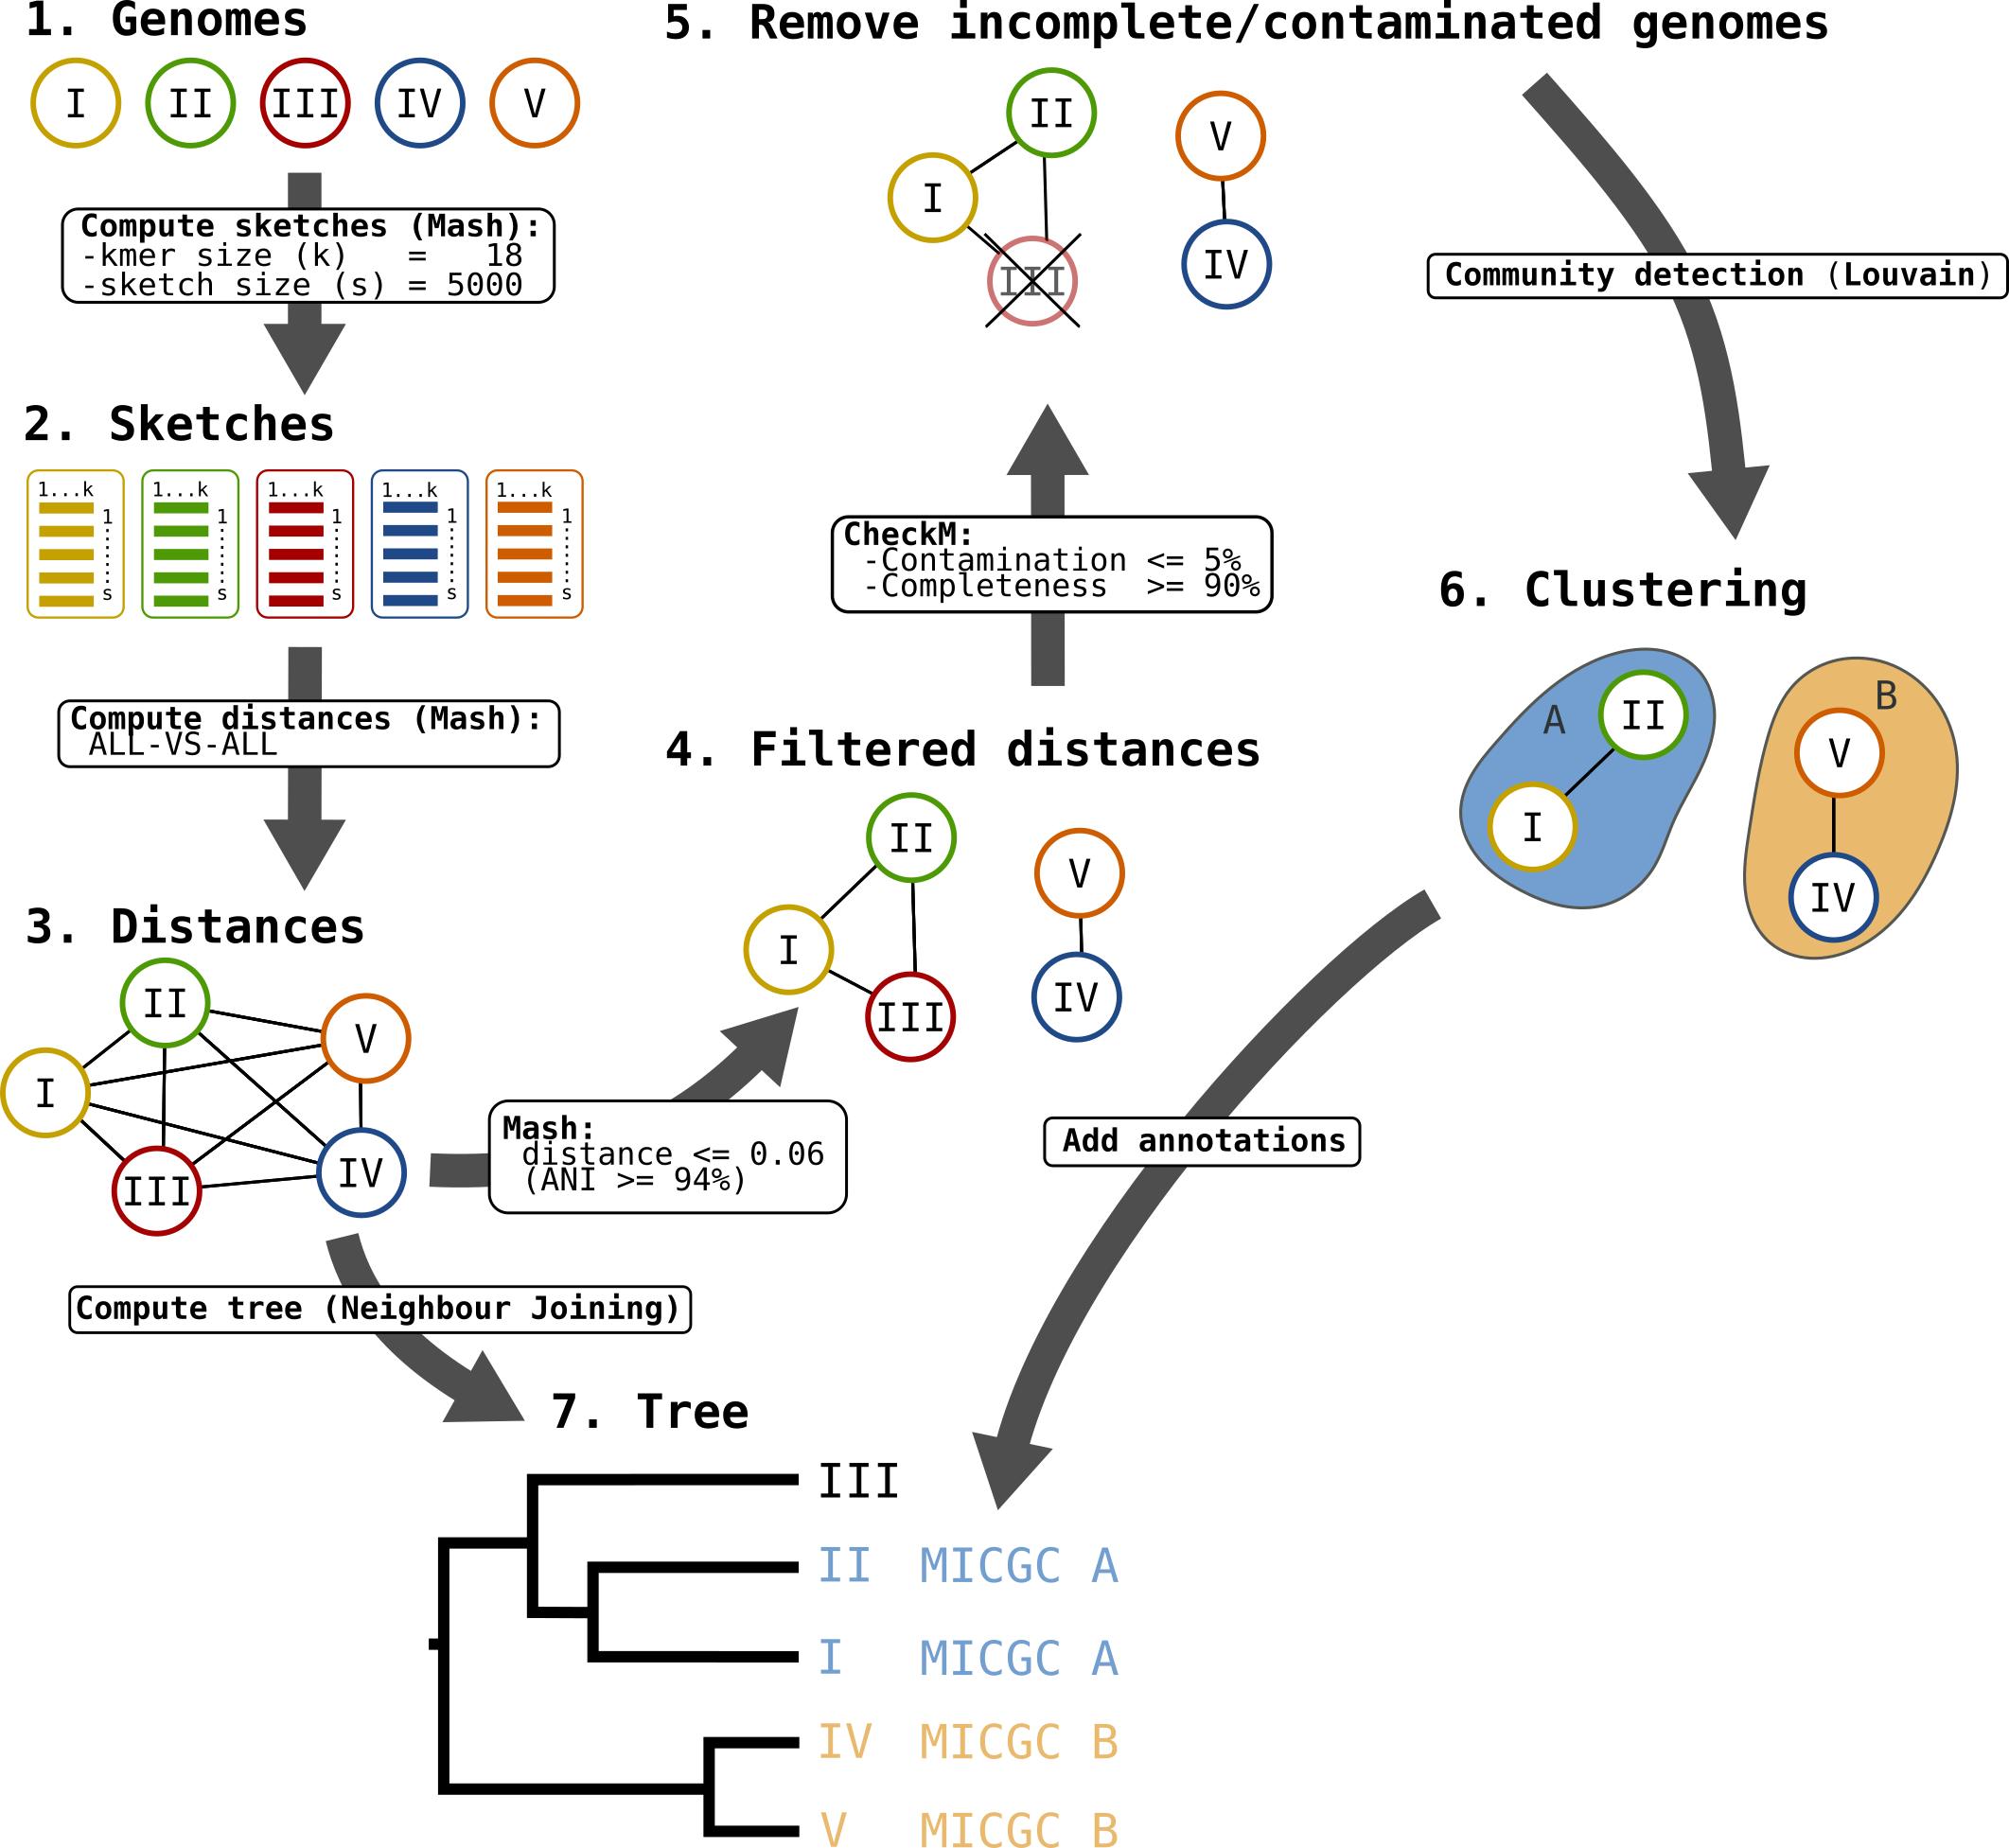 1. Genomes
I II III IV V
Compute sketches (Mash):
-kmer size (k) = 18
-sketch size (s) = 5000
2. Sketches
1...k 1...k 1...k 1...k 1...k
1 1 1 1 1
s s s s s
Compute distances (Mash):
ALL-VS-ALL
3. Distances
II
V
I
IV
III
Mash:
distance <= 0.06
(ANI >= 94%)
Compute tree (Neighbour Joining)
4. Filtered distances
II
V
I
IV
III
CheckM:
-Contamination <= 5%
-Completeness >= 90%
5. Remove incomplete/contaminated genomes
II
V
I
IV
III
Community detection (Louvain)
6. Clustering
A
II
I
B
V
IV
Add annotations
7. Tree
III
II MICGC A
I MICGC A
IV MICGC B
V MICGC B